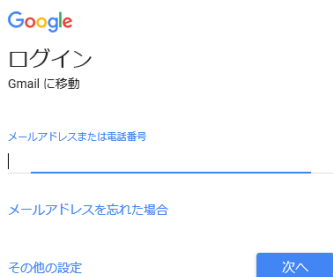 Google
ログイン
Gmail に移動
メールアドレスまたは電話番号
メールアドレスを忘れた場合
その他の設定
次へ